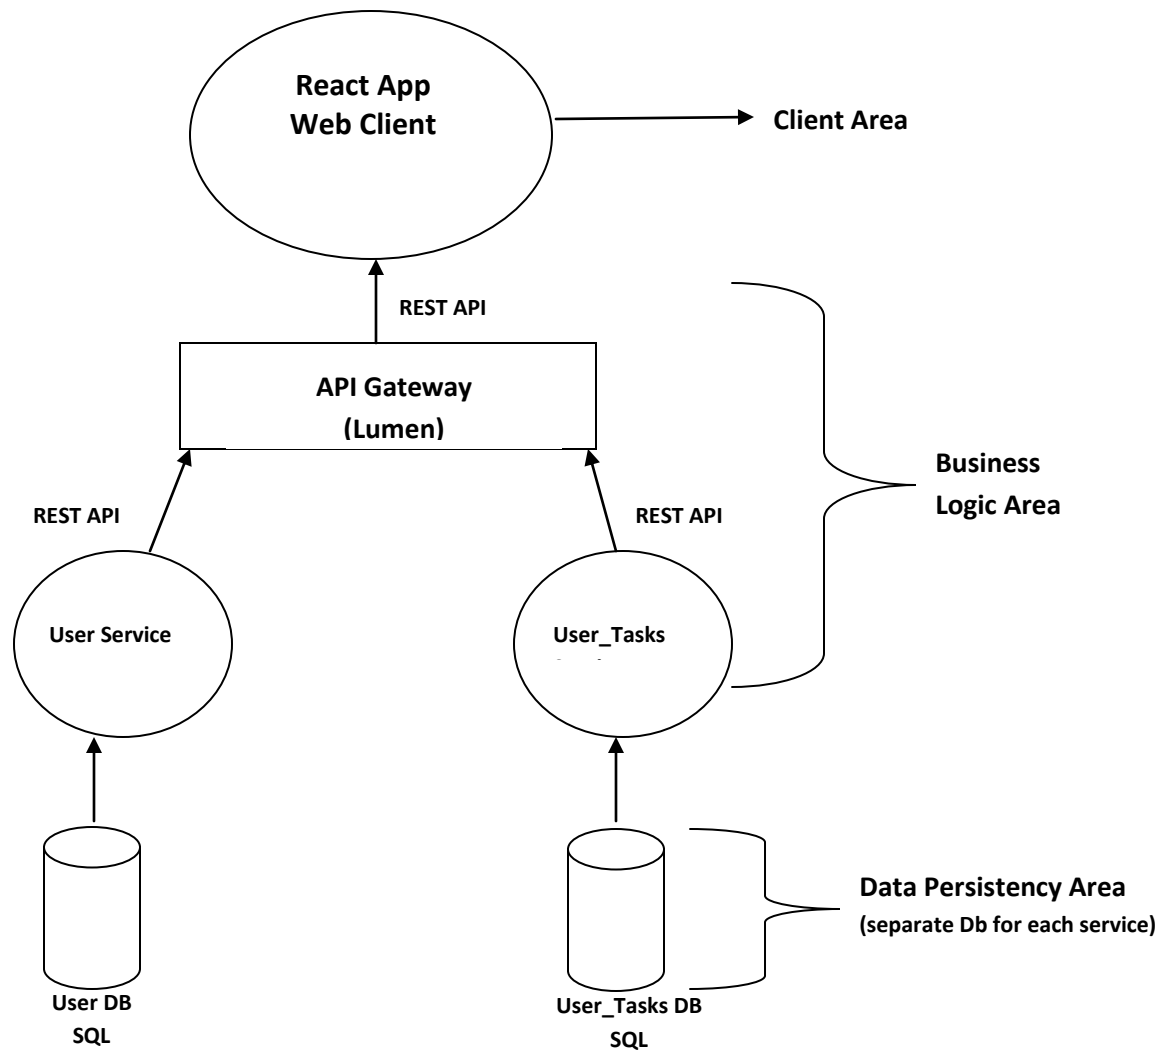 React App
Web Client
Client Area
REST API
API Gateway
(Lumen)
Business
Logic Area
REST API
REST API
User Service
User_Tasks
Data Persistency Area
(separate Db for each service)
User DB
SQL
User_Tasks DB
SQL